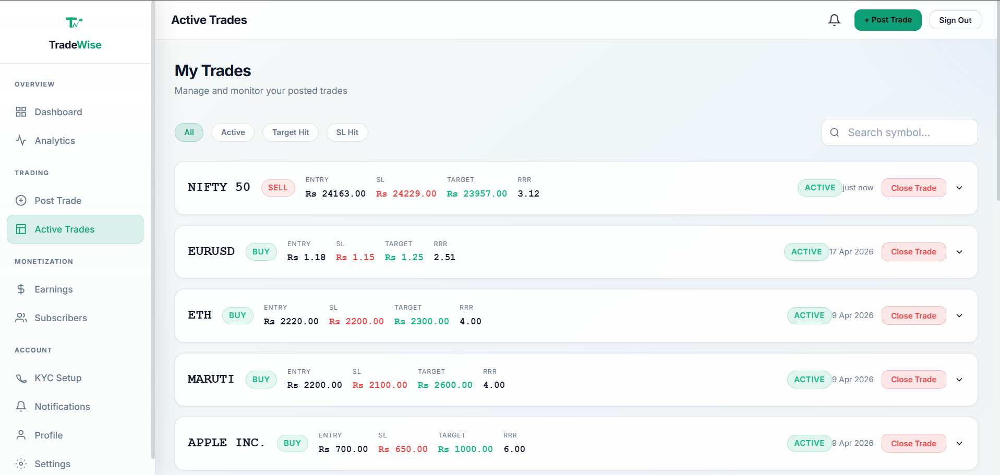 TradeWise
OVERVIEW
Dashboard
Analytics
TRADING
Post Trade
Active Trades
MONETIZATION
Earnings
Subscribers
ACCOUNT
KYC Setup
Notifications
Profile
Settings
Active Trades
+ Post Trade
Sign Out
My Trades
Manage and monitor your posted trades
All Active Target Hit SL Hit
Search symbol...
NIFTY 50 SELL
ENTRY SL TARGET RRR
Rs 24163.00 Rs 24229.00 Rs 23957.00 3.12
ACTIVE just now Close Trade
EURUSD BUY
ENTRY SL TARGET RRR
Rs 1.18 Rs 1.15 Rs 1.25 2.51
ACTIVE 17 Apr 2026 Close Trade
ETH BUY
ENTRY SL TARGET RRR
Rs 2220.00 Rs 2200.00 Rs 2300.00 4.00
ACTIVE 9 Apr 2026 Close Trade
MARUTI BUY
ENTRY SL TARGET RRR
Rs 2200.00 Rs 2100.00 Rs 2600.00 4.00
ACTIVE 9 Apr 2026 Close Trade
APPLE INC. BUY
ENTRY SL TARGET RRR
Rs 700.00 Rs 650.00 Rs 1000.00 6.00
ACTIVE 9 Apr 2026 Close Trade